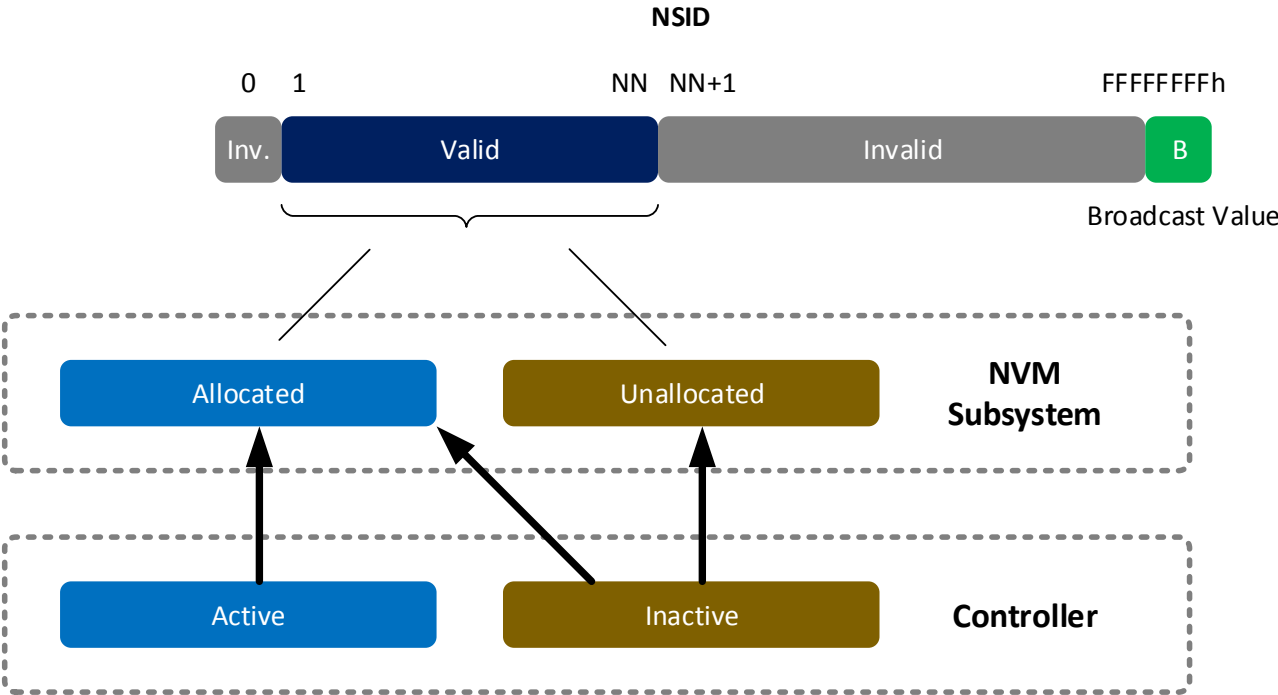 NSID
0 1 NN NN+1 FFFFFFFFh
Inv. Valid Invalid B
Broadcast Value
Allocated Unallocated
NVM
Subsystem
Active Inactive Controller